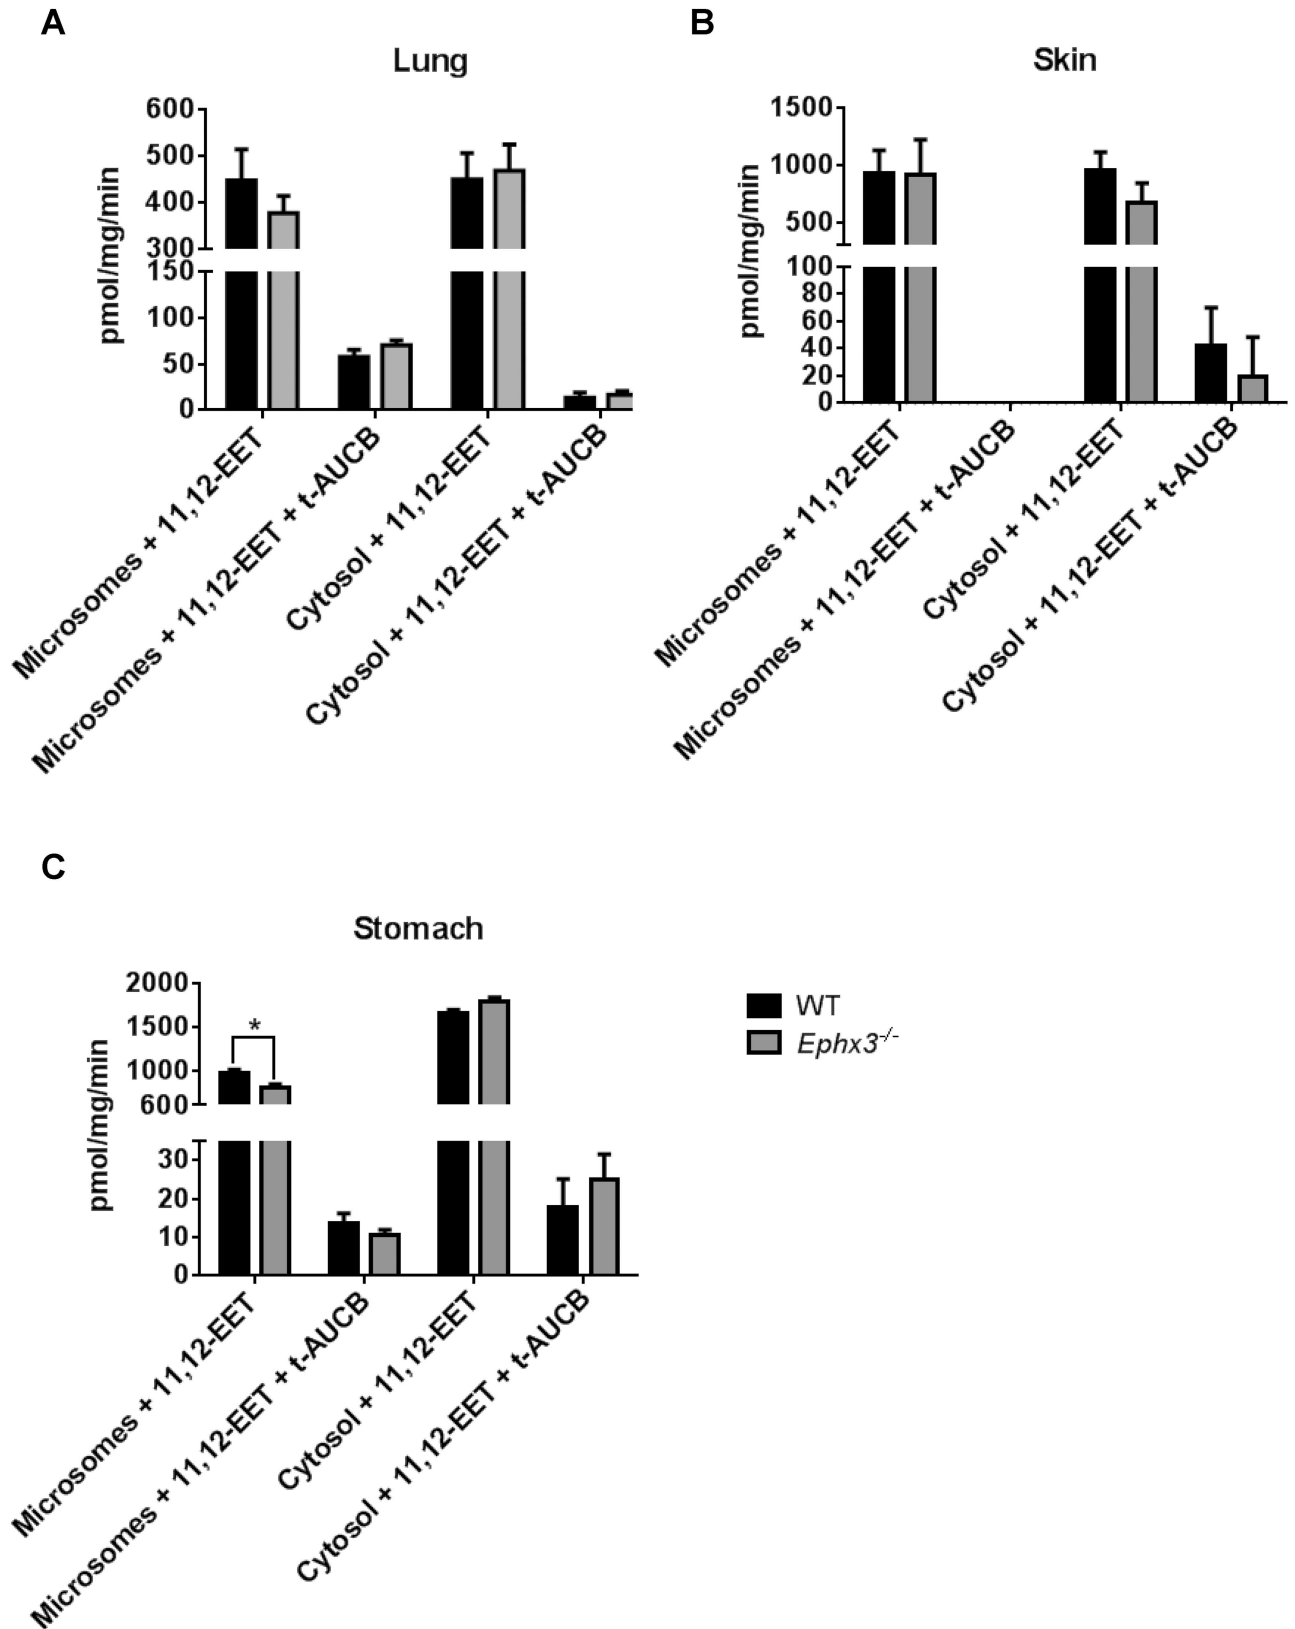 A
Lung
pmol/mg/min
600
500
400
300
150
100
50
0
Microsomes + 11,12-EET
Microsomes + 11,12-EET + t-AUCB
Cytosol + 11,12-EET
Cytosol + 11,12-EET + t-AUCB
B
Skin
pmol/mg/min
1500
1000
500
100
80
60
40
20
0
Microsomes + 11,12-EET
Microsomes + 11,12-EET + t-AUCB
Cytosol + 11,12-EET
Cytosol + 11,12-EET + t-AUCB
C
Stomach
pmol/mg/min
2000
1500
1000
600
30
20
10
0
*
Microsomes + 11,12-EET
Microsomes + 11,12-EET + t-AUCB
Cytosol + 11,12-EET
Cytosol + 11,12-EET + t-AUCB
WT
Ephx3-/-